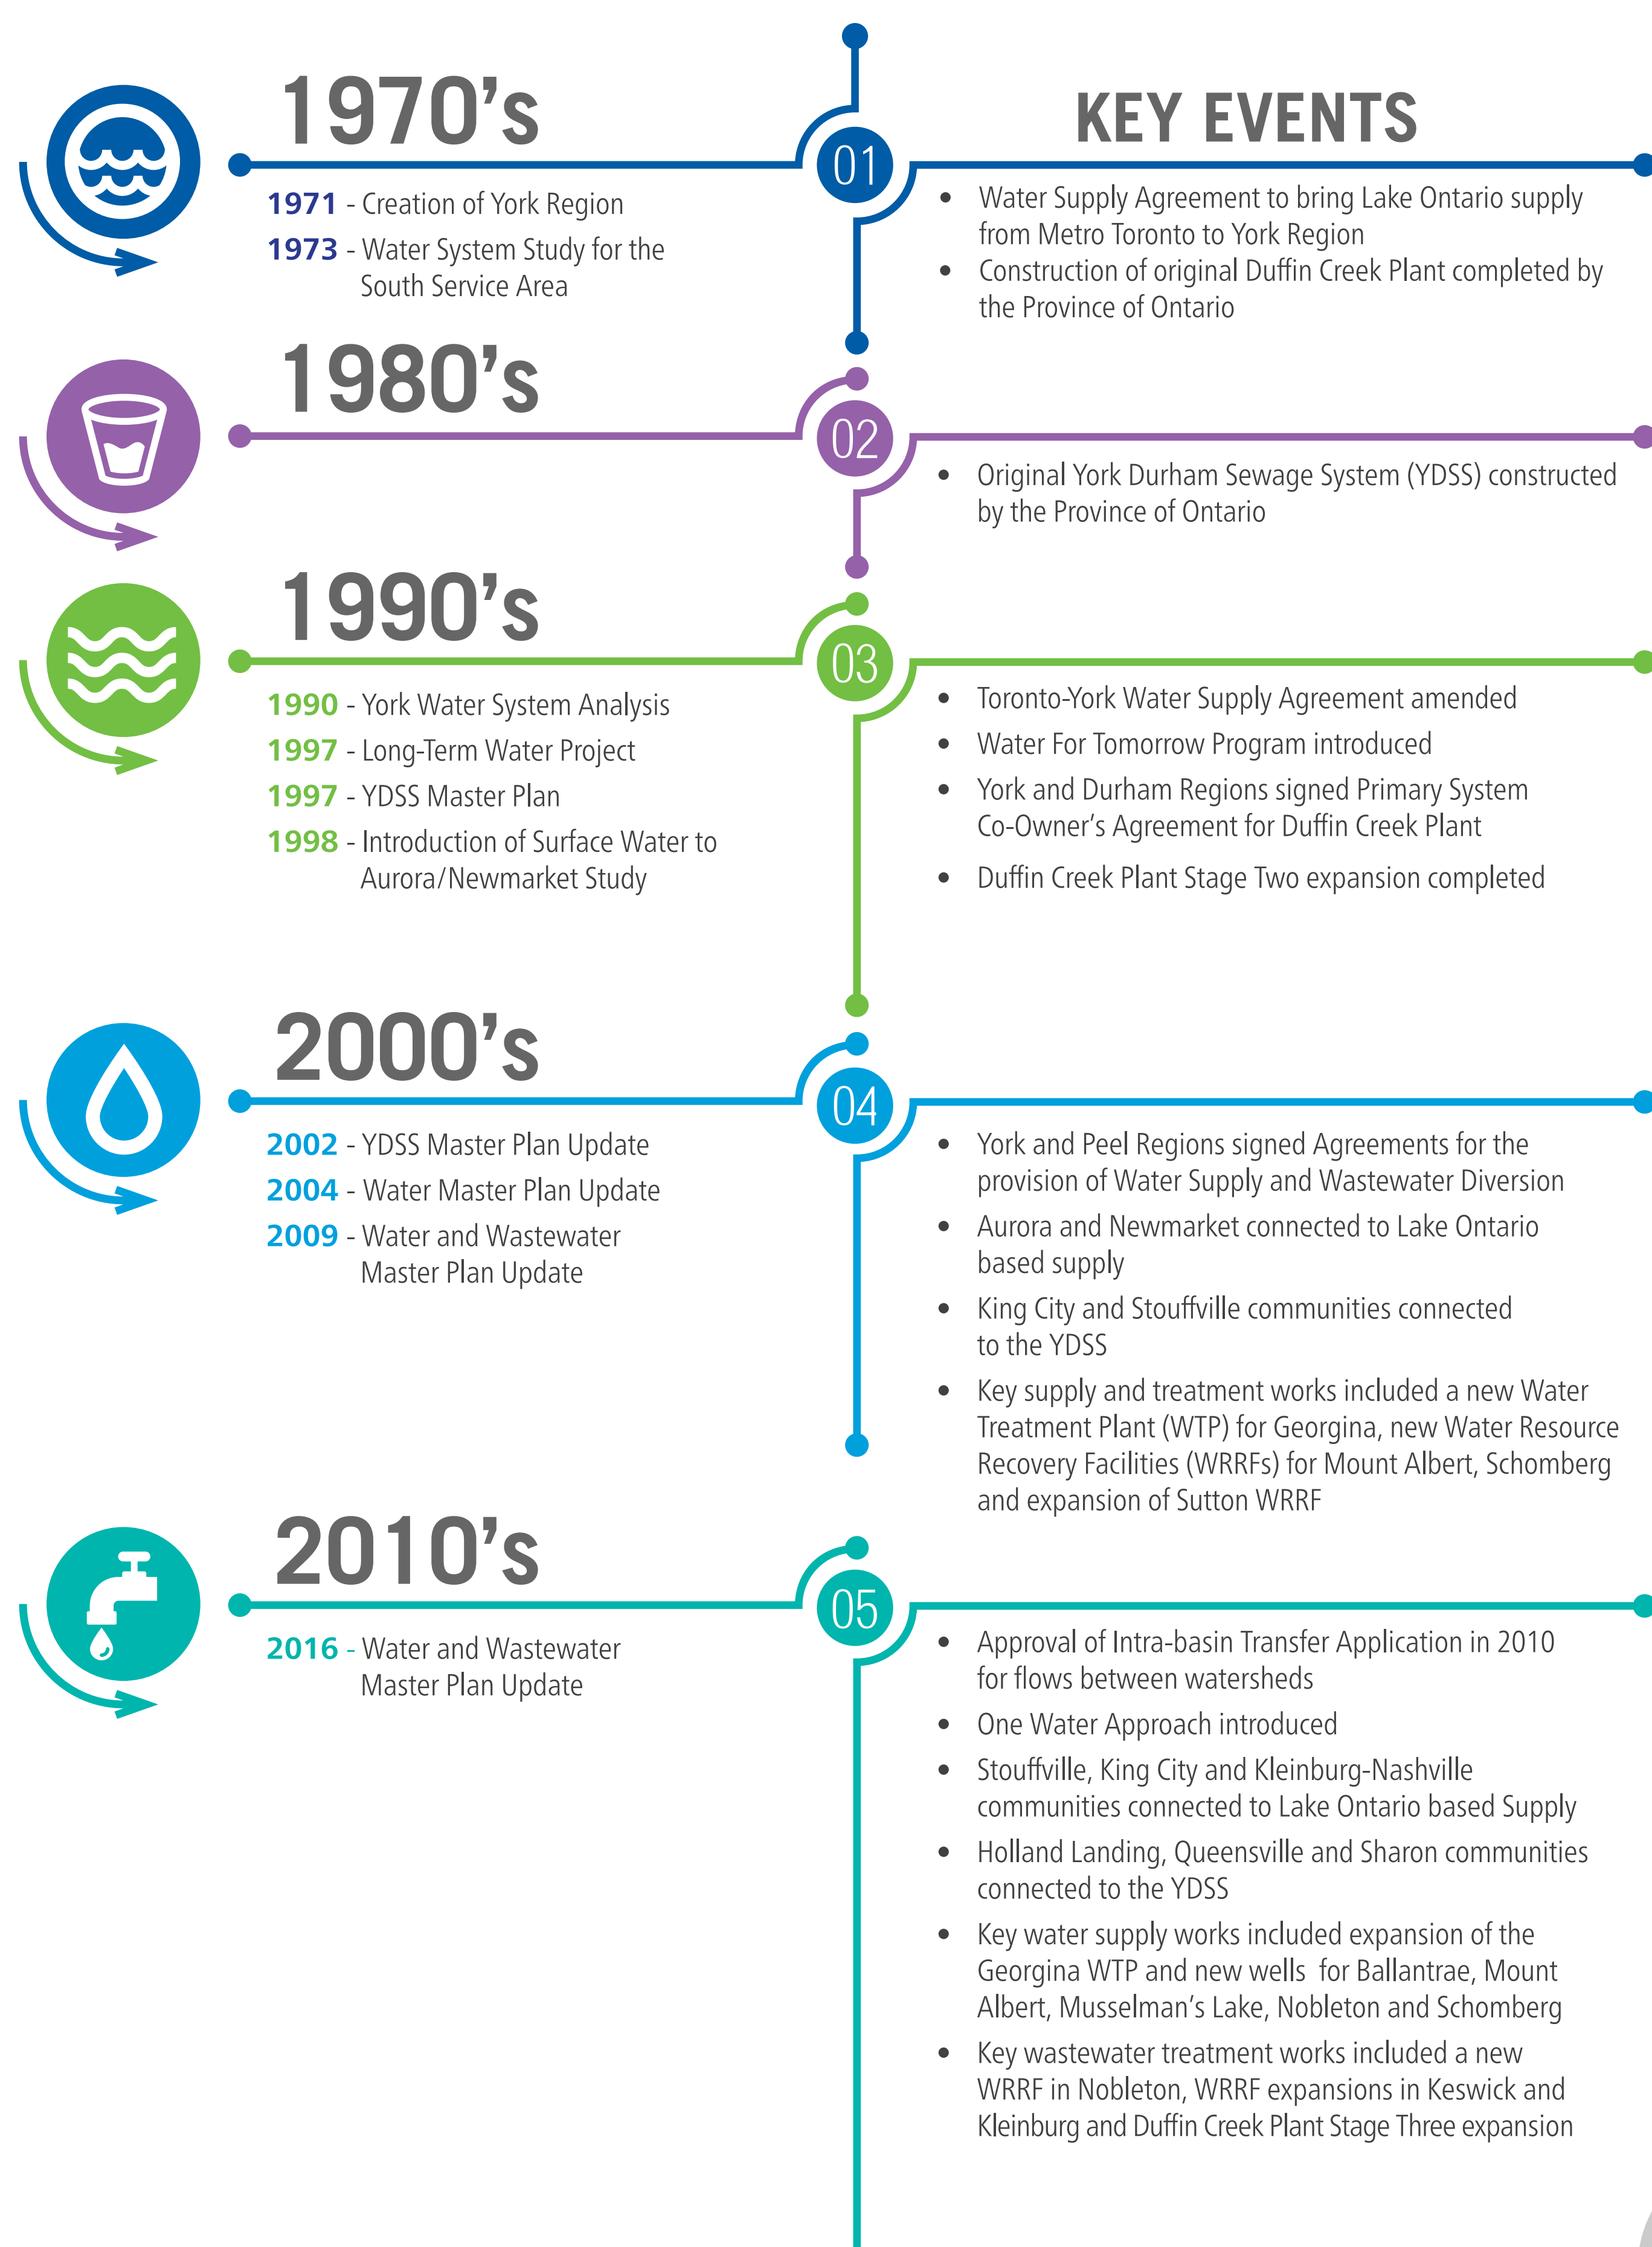 1970's
KEY EVENTS
01
1971 - Creation of York Region
1973 - Water System Study for the
South Service Area
• Water Supply Agreement to bring Lake Ontario supply
from Metro Toronto to York Region
• Construction of original Duffin Creek Plant completed by
the Province of Ontario
1980's
02
• Original York Durham Sewage System (YDSS) constructed
by the Province of Ontario
1990's
03
1990 - York Water System Analysis
1997 - Long-Term Water Project
1997 - YDSS Master Plan
1998 - Introduction of Surface Water to
Aurora/Newmarket Study
• Toronto-York Water Supply Agreement amended
• Water For Tomorrow Program introduced
• York and Durham Regions signed Primary System
Co-Owner's Agreement for Duffin Creek Plant
• Duffin Creek Plant Stage Two expansion completed
2000's
04
2002 - YDSS Master Plan Update
2004 - Water Master Plan Update
2009 - Water and Wastewater
Master Plan Update
• York and Peel Regions signed Agreements for the
provision of Water Supply and Wastewater Diversion
• Aurora and Newmarket connected to Lake Ontario
based supply
• King City and Stouffville communities connected
to the YDSS
• Key supply and treatment works included a new Water
Treatment Plant (WTP) for Georgina, new Water Resource
Recovery Facilities (WRRFs) for Mount Albert, Schomberg
and expansion of Sutton WRRF
2010's
05
2016 - Water and Wastewater
Master Plan Update
• Approval of Intra-basin Transfer Application in 2010
for flows between watersheds
• One Water Approach introduced
• Stouffville, King City and Kleinburg-Nashville
communities connected to Lake Ontario based Supply
• Holland Landing, Queensville and Sharon communities
connected to the YDSS
• Key water supply works included expansion of the
Georgina WTP and new wells for Ballantrae, Mount
Albert, Musselman's Lake, Nobleton and Schomberg
• Key wastewater treatment works included a new
WRRF in Nobleton, WRRF expansions in Keswick and
Kleinburg and Duffin Creek Plant Stage Three expansion